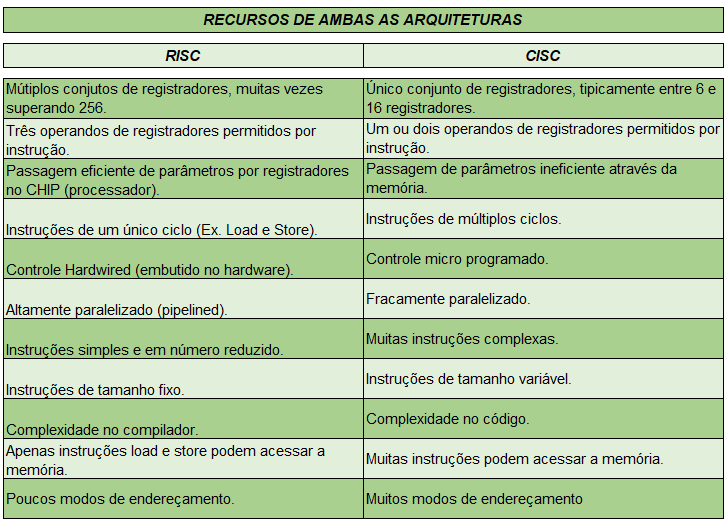 RECURSOS DE AMBAS AS ARQUITETURAS
RISC
CISC
Mútiplos conjutos de registradores, muitas vezes
superando 256.
Único conjunto de registradores, tipicamente entre 6 e
16 registradores.
Três operandos de registradores permitidos por
instrução.
Um ou dois operandos de registradores permitidos por
instrução.
Passagem eficiente de parâmetros por registradores
no CHIP (processador).
Passagem de parâmetros ineficiente através da
memória.
Instruções de um único ciclo (Ex. Load e Store).
Instruções de múltiplos ciclos.
Controle Hardwired (embutido no hardware).
Controle micro programado.
Altamente paralelizado (pipelined).
Fracamente paralelizado.
Instruções simples e em número reduzido.
Muitas instruções complexas.
Instruções de tamanho fixo.
Instruções de tamanho variável.
Complexidade no compilador.
Complexidade no código.
Apenas instruções load e store podem acessar a
memória.
Muitas instruções podem acessar a memória.
Poucos modos de endereçamento.
Muitos modos de endereçamento